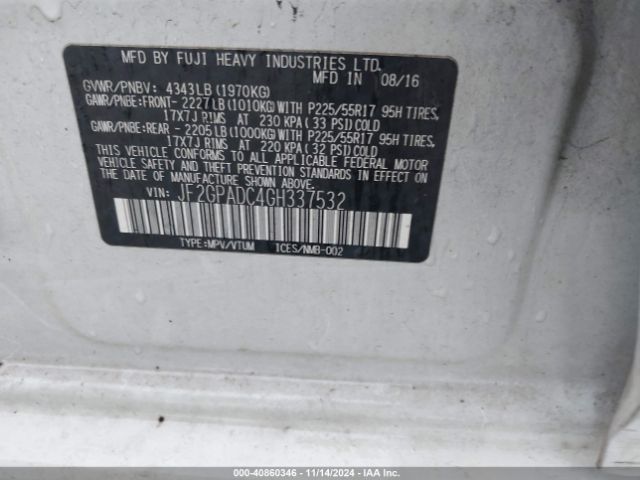 MFD BY FUJI HEAVY INDUSTRIES LTD.
MFD IN 08/16
GVWR/PNBV: 4343LB(1970KG)
GAWR/PNBE:FRONT- 2227LB(1010KG)WITH P225/55R17 95H TIRES,
17X7J RIMS AT 230 KPA(33 PSI)COLD
GAWR/PNBE:REAR - 2205LB(1000KG)WITH P225/55R17 95H TIRES,
17X7J RIMS AT 220 KPA(32 PSI)COLD
THIS VEHICLE CONFORMS TO ALL APPLICABLE FEDERAL MOTOR
VEHICLE SAFETY AND THEFT PREVENTION STANDARDS IN EFFECT
ON THE DATE OF MANUFACTURE SHOWN ABOVE.
VIN: JF2GPADC4GH337532
TYPE:MPV/VTUM ICES/NMB-002
000-40860346 - 11/14/2024 - IAA Inc.